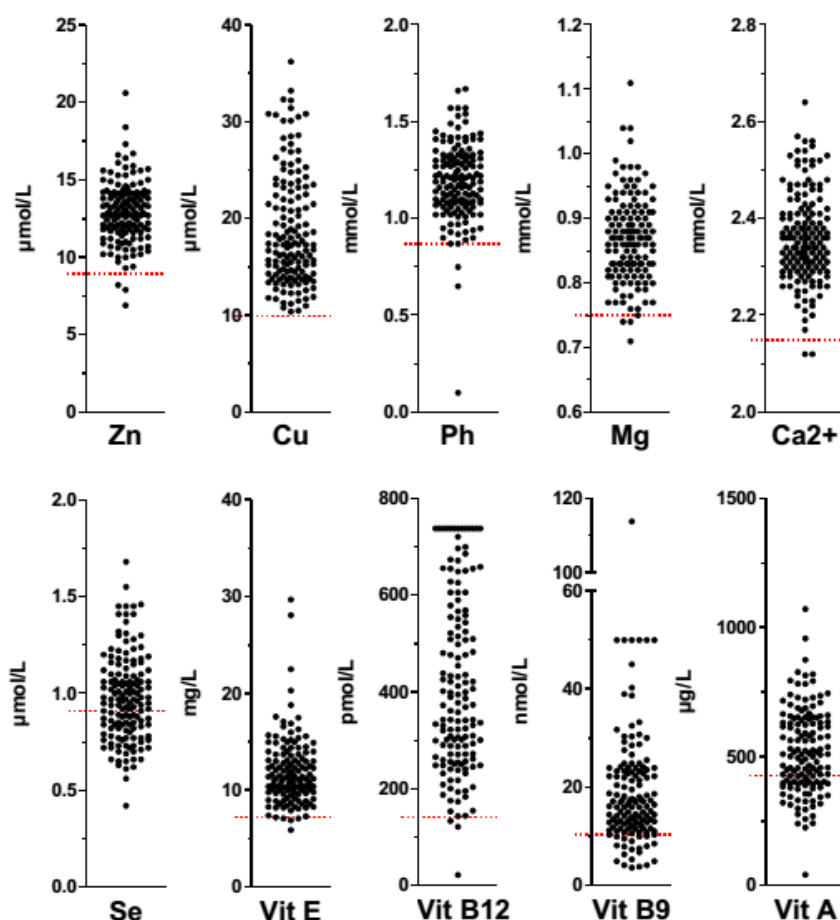 µmol/L
25
20
15
10
5
0
Zn
µmol/L
40
30
20
10
0
Cu
mmol/L
2.0
1.5
1.0
0.5
0.0
Ph
mmol/L
1.2
1.1
1.0
0.9
0.8
0.7
0.6
Mg
mmol/L
2.8
2.6
2.4
2.2
2.0
Ca2+
µmol/L
2.0
1.5
1.0
0.5
0.0
Se
mg/L
40
30
20
10
0
Vit E
pmol/L
800
600
400
200
0
Vit B12
nmol/L
120
100
60
40
20
0
Vit B9
µg/L
1500
1000
500
0
Vit A